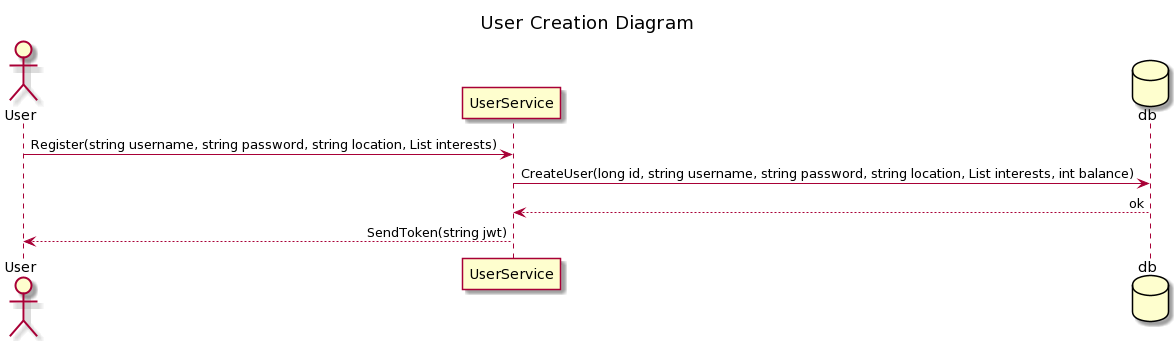 User Creation Diagram
User
UserService
db
Register(string username, string password, string location, List interests)
CreateUser(long id, string username, string password, string location, List interests, int balance)
ok
SendToken(string jwt)
User
UserService
db